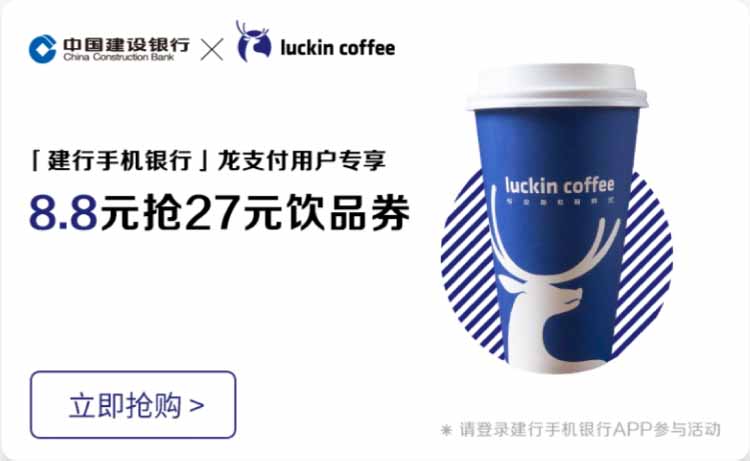 中国建设银行 × luckin coffee
China Construction Bank
「建行手机银行」龙支付用户专享
8.8元抢27元饮品券
luckin coffee
立即抢购 >
※ 请登录建行手机银行APP参与活动